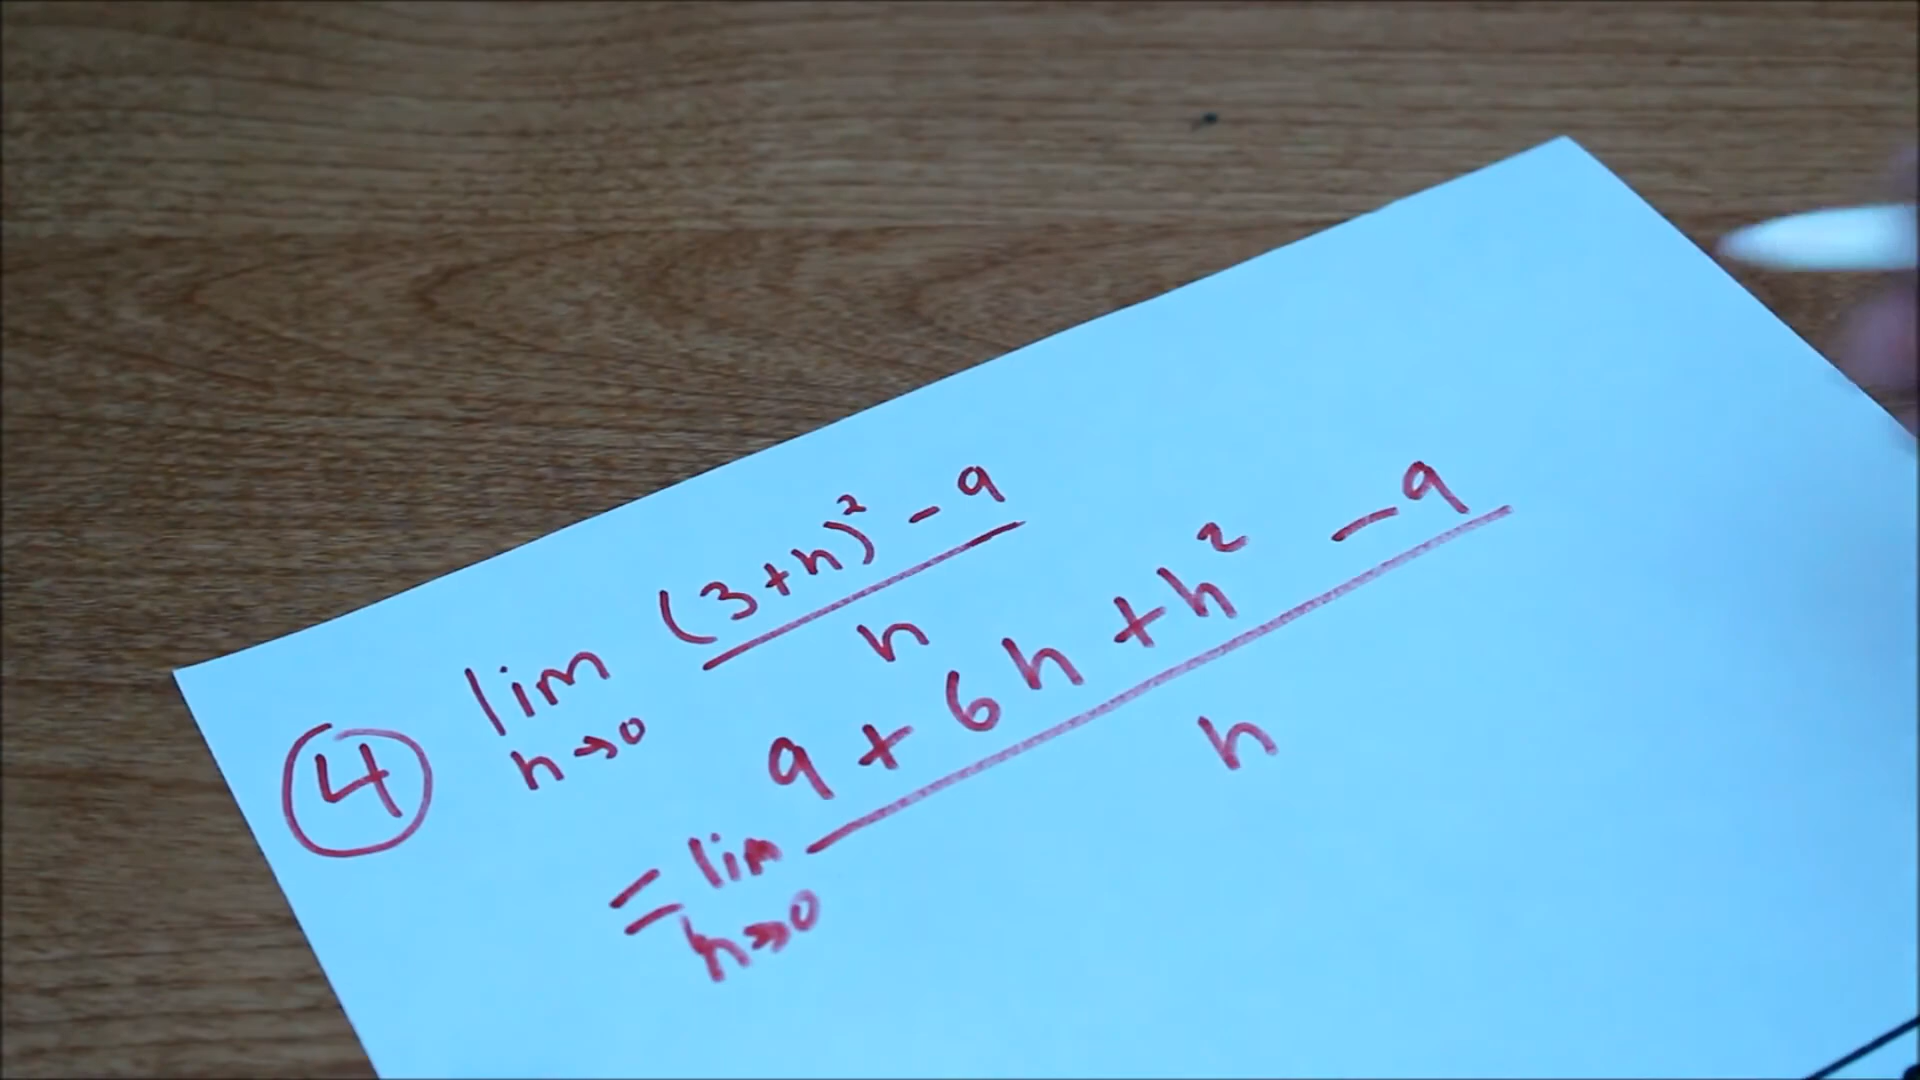 ④ lim h→0 (3+h)² - 9 / h
= lim h→0 9 + 6h + h² - 9 / h